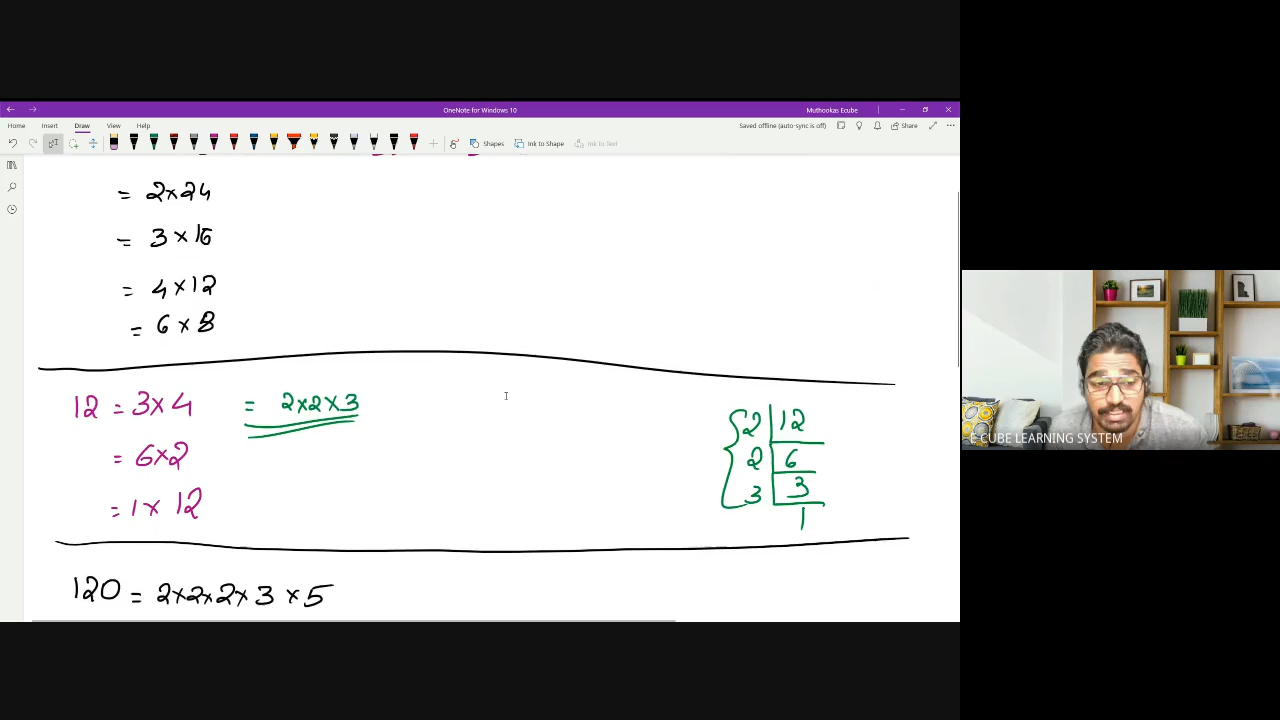 OneNote for Windows 10
Muthookas Ecube
Home Insert Draw View Help
Saved offline (auto-sync is off)
Share
Shapes
Ink to Shape
Ink to Text
= 2×24
= 3×16
= 4×12
= 6×8
12 = 3×4 = 2×2×3
= 6×2
= 1×12
2 | 12
2 | 6
3 | 3
1
120 = 2×2×2×3×5
E CUBE LEARNING SYSTEM